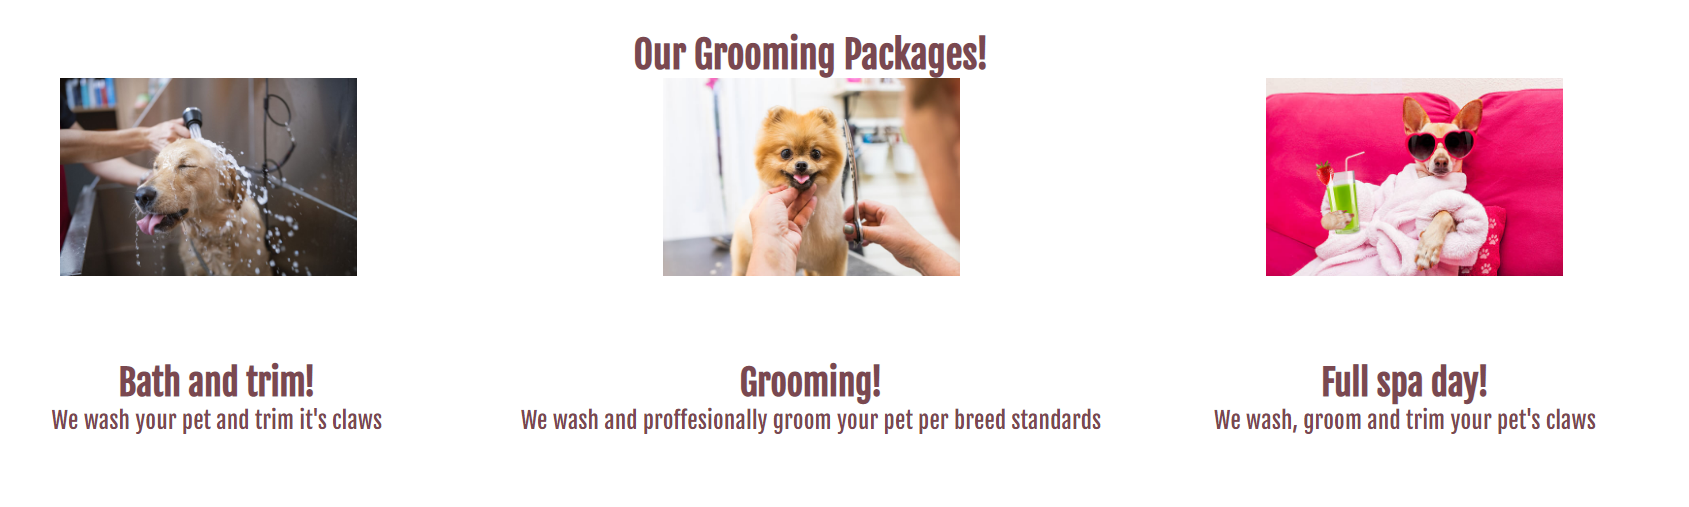 Our Grooming Packages!
Bath and trim!
We wash your pet and trim it's claws
Grooming!
We wash and proffesionally groom your pet per breed standards
Full spa day!
We wash, groom and trim your pet's claws